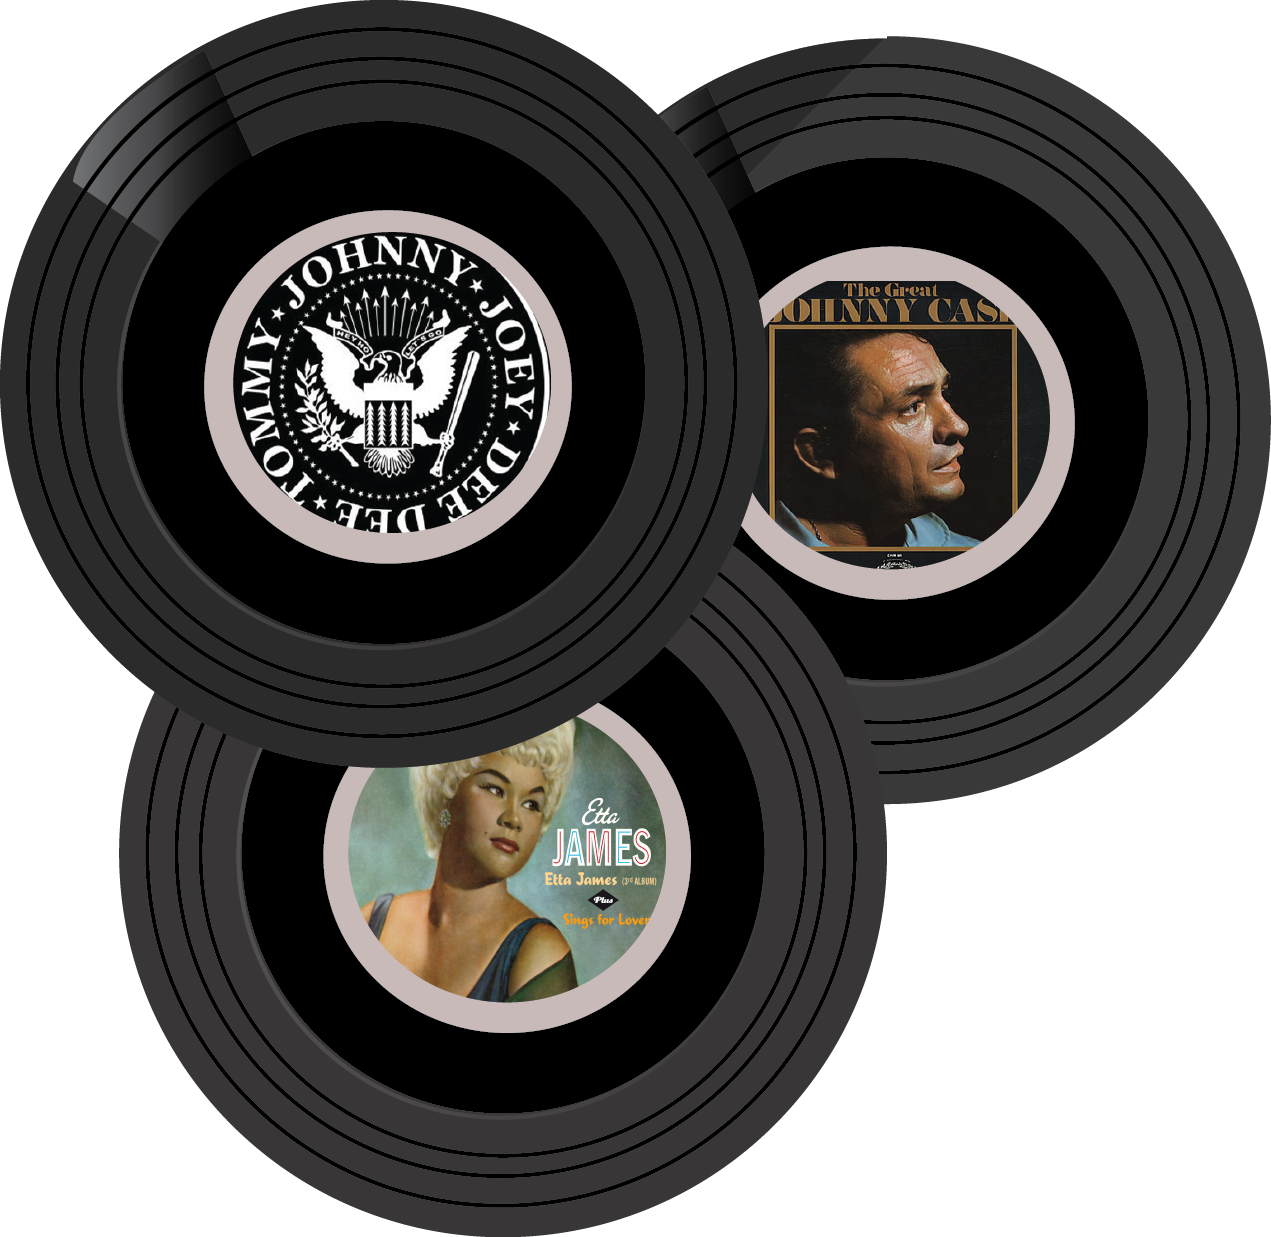 JOHNNY ★ JOEY ★ DEE DEE ★ TOMMY ★
HEY HO
LET'S GO
The Great
JOHNNY CASH
Etta
JAMES
Etta James (3rd ALBUM)
Plus
Sings for Lover